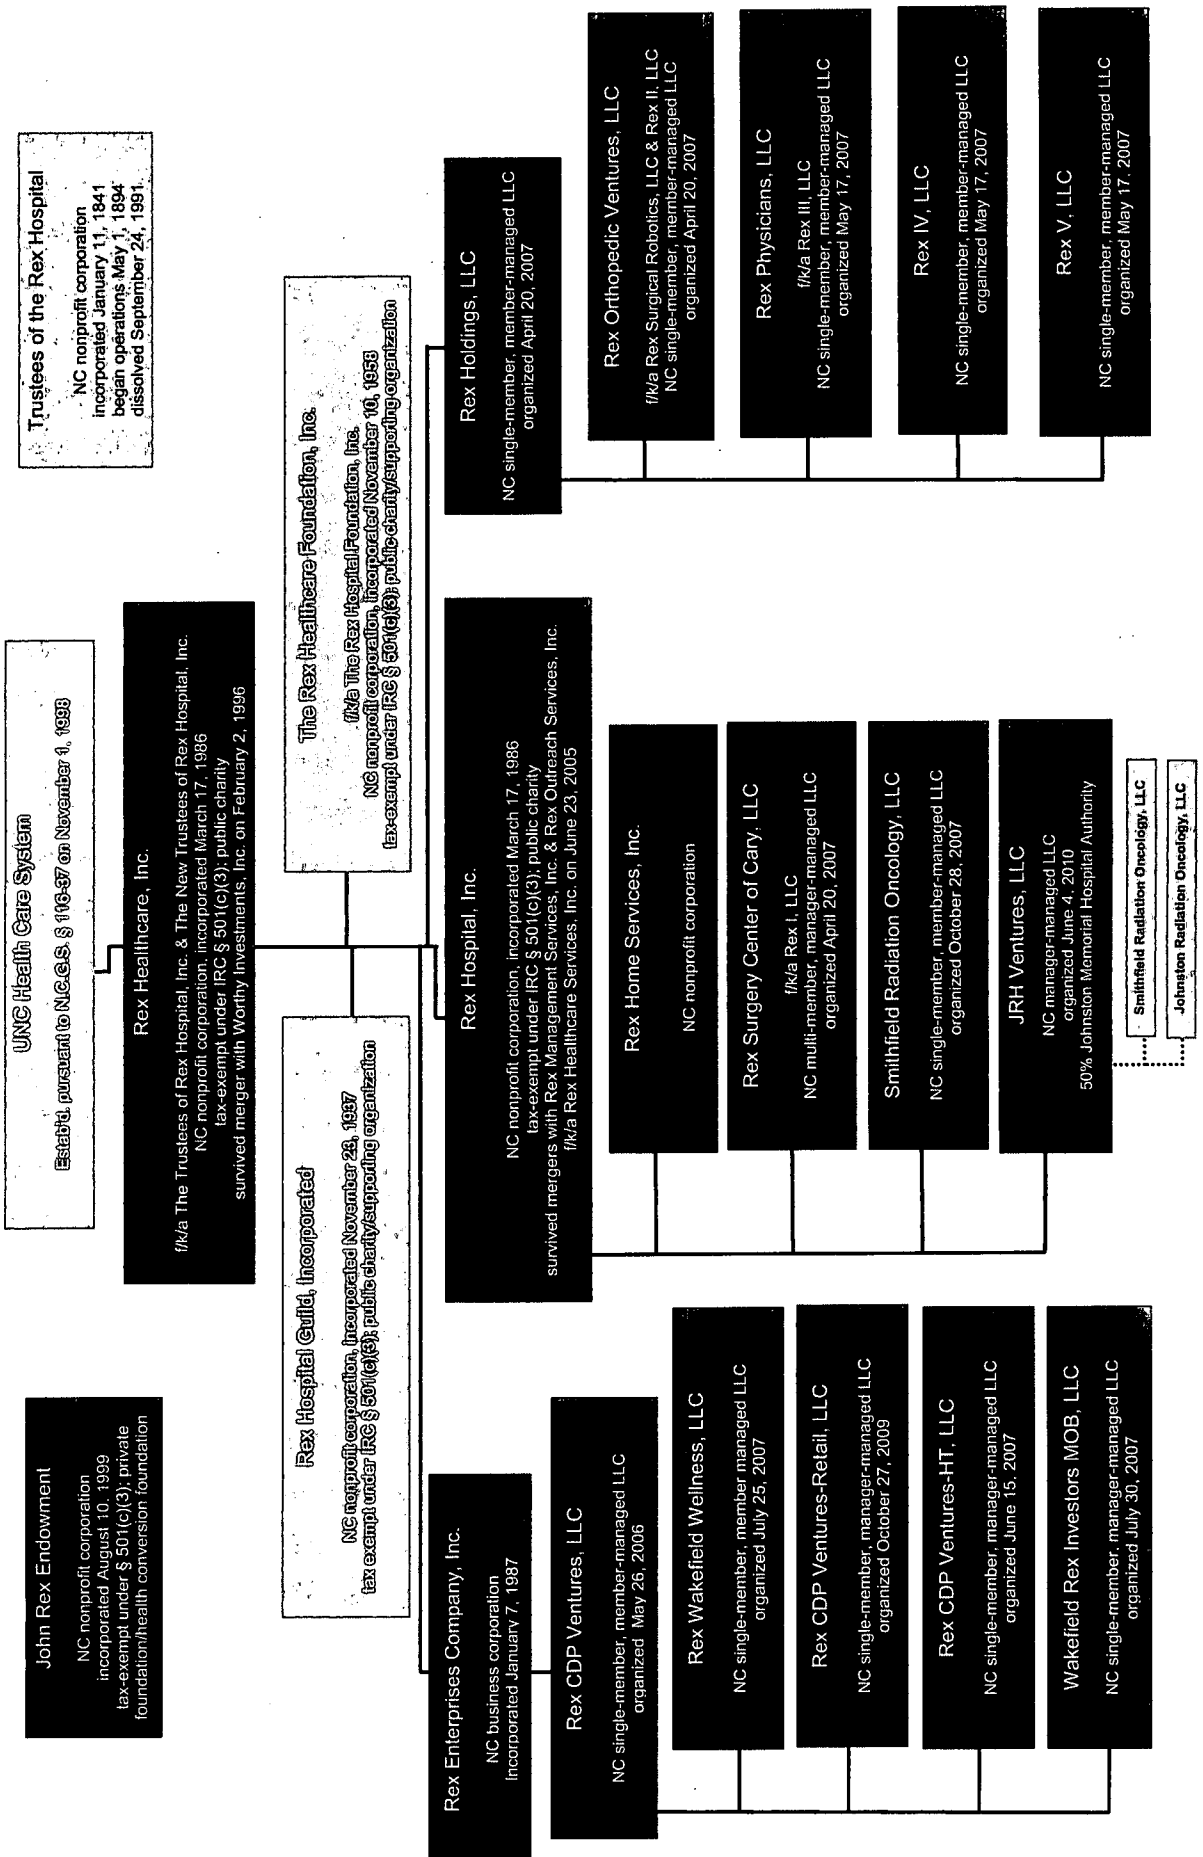 UNC Health Care System
Estab'd. pursuant to N.C.G.S. § 116-37 on November 1, 1998
John Rex Endowment
NC nonprofit corporation
incorporated August 10, 1999
tax-exempt under § 501(c)(3); private
foundation/health conversion foundation
Rex Healthcare, Inc.
f/k/a The Trustees of Rex Hospital, Inc. & The New Trustees of Rex Hospital, Inc.
NC nonprofit corporation, incorporated March 17, 1986
tax-exempt under IRC § 501(c)(3); public charity
survived merger with Worthy Investments, Inc. on February 2, 1996
Trustees of the Rex Hospital
NC nonprofit corporation
incorporated January 11, 1841
began operations May 1, 1894
dissolved September 24, 1991.
Rex Hospital Guild, Incorporated
NC nonprofit corporation, incorporated November 23, 1937
tax exempt under IRC § 501(c)(3); public charity/supporting organization
The Rex Healthcare Foundation, Inc.
f/k/a The Rex Hospital Foundation, Inc.
NC nonprofit corporation, incorporated November 10, 1958
tax-exempt under IRC § 501(c)(3); public charity/supporting organization
Rex Enterprises Company, Inc.
NC business corporation
Incorporated January 7, 1987
Rex CDP Ventures, LLC
NC single-member, member-managed LLC
organized May 26, 2006
Rex Wakefield Wellness, LLC
NC single-member, member managed LLC
organized July 25, 2007
Rex CDP Ventures-Retail, LLC
NC single-member, manager-managed LLC
organized October 27, 2009
Rex CDP Ventures-HT, LLC
NC single-member, manager-managed LLC
organized June 15, 2007
Wakefield Rex Investors MOB, LLC
NC single-member, manager-managed LLC
organized July 30, 2007
Rex Hospital, Inc.
NC nonprofit corporation, incorporated March 17, 1986
tax-exempt under IRC § 501(c)(3); public charity
survived mergers with Rex Management Services, Inc. & Rex Outreach Services, Inc.
f/k/a Rex Healthcare Services, Inc. on June 23, 2005
Rex Home Services, Inc.
NC nonprofit corporation
Rex Surgery Center of Cary, LLC
f/k/a Rex I, LLC
NC multi-member, manager-managed LLC
organized April 20, 2007
Smithfield Radiation Oncology, LLC
NC single-member, member-managed LLC
organized October 28, 2007
JRH Ventures, LLC
NC manager-managed LLC
organized June 4, 2010
50% Johnston Memorial Hospital Authority
Smithfield Radiation Oncology, LLC
Johnston Radiation Oncology, LLC
Rex Holdings, LLC
NC single-member, member-managed LLC
organized April 20, 2007
Rex Orthopedic Ventures, LLC
f/k/a Rex Surgical Robotics, LLC & Rex II, LLC
NC single-member, member-managed LLC
organized April 20, 2007
Rex Physicians, LLC
f/k/a Rex III, LLC
NC single-member, member-managed LLC
organized May 17, 2007
Rex IV, LLC
NC single-member, member-managed LLC
organized May 17, 2007
Rex V, LLC
NC single-member, member-managed LLC
organized May 17, 2007